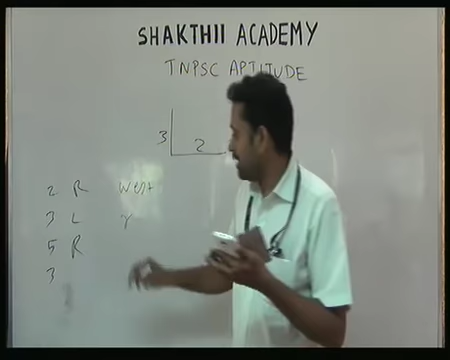 SHAKTHII ACADEMY
TNPSC APTITUDE
3
2
2 R West
3 L
5 R
3